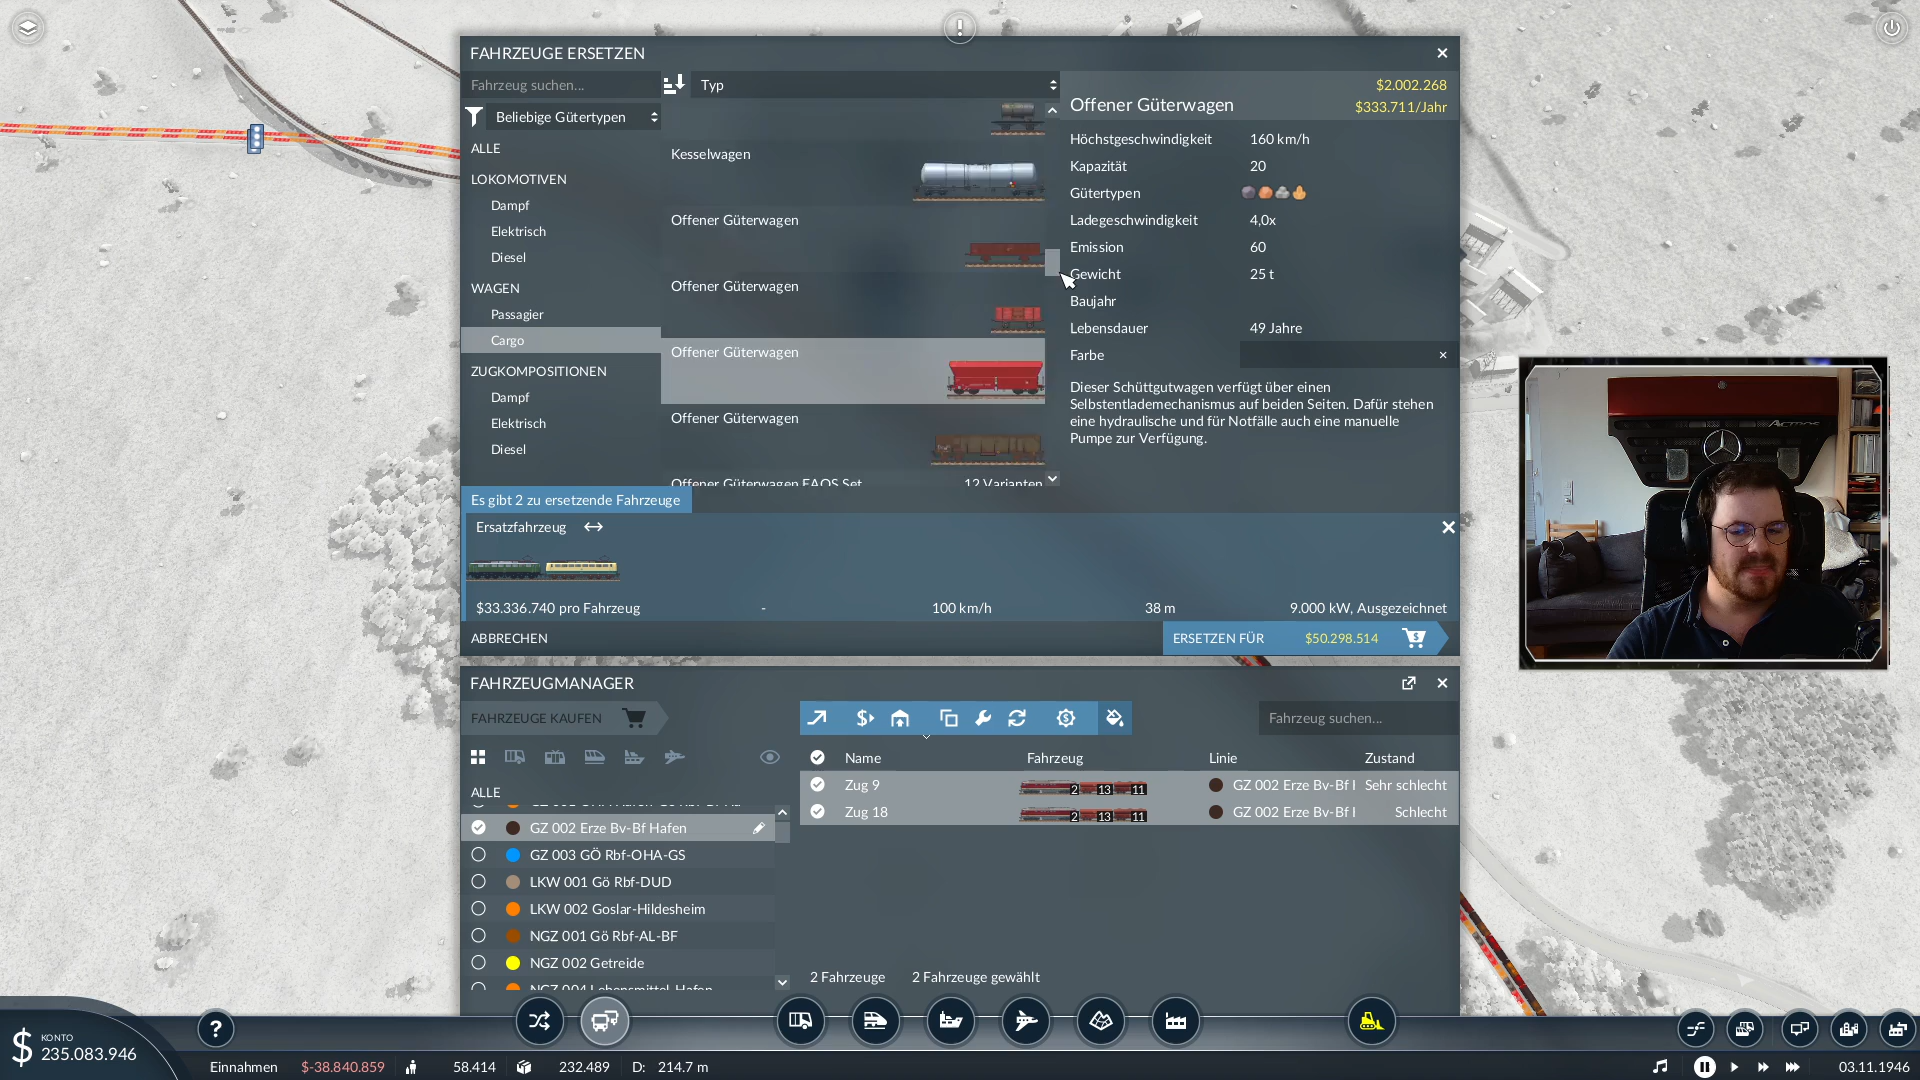 FAHRZEUGE ERSETZEN
Fahrzeug suchen...
Typ
Beliebige Gütertypen
ALLE
LOKOMOTIVEN
Dampf
Elektrisch
Diesel
WAGEN
Passagier
Cargo
ZUGKOMPOSITIONEN
Dampf
Elektrisch
Diesel
Kesselwagen
Offener Güterwagen
Offener Güterwagen
Offener Güterwagen
Offener Güterwagen
Offener Güterwagen EAOS Set 12 Varianten
$2.002.268
Offener Güterwagen $333.711/Jahr
Höchstgeschwindigkeit 160 km/h
Kapazität 20
Gütertypen
Ladegeschwindigkeit 4,0x
Emission 60
Gewicht 25 t
Baujahr
Lebensdauer 49 Jahre
Farbe
Dieser Schüttgutwagen verfügt über einen
Selbstentlademechanismus auf beiden Seiten. Dafür stehen
eine hydraulische und für Notfälle auch eine manuelle
Pumpe zur Verfügung.
Es gibt 2 zu ersetzende Fahrzeuge
Ersatzfahrzeug
$33.336.740 pro Fahrzeug - 100 km/h 38 m 9.000 kW, Ausgezeichnet
ABBRECHEN
ERSETZEN FÜR $50.298.514
FAHRZEUGMANAGER
FAHRZEUGE KAUFEN
Fahrzeug suchen...
ALLE
GZ 002 Erze Bv-Bf Hafen
GZ 003 GÖ Rbf-OHA-GS
LKW 001 Gö Rbf-DUD
LKW 002 Goslar-Hildesheim
NGZ 001 Gö Rbf-AL-BF
NGZ 002 Getreide
NGZ 004 Lebensmittel-Hafen
Name Fahrzeug Linie Zustand
Zug 9 2 13 11 GZ 002 Erze Bv-Bf I Sehr schlecht
Zug 18 2 13 11 GZ 002 Erze Bv-Bf I Schlecht
2 Fahrzeuge 2 Fahrzeuge gewählt
Actros
KONTO
235.083.946
Einnahmen $-38.840.859 58.414 232.489 D: 214.7 m
03.11.1946